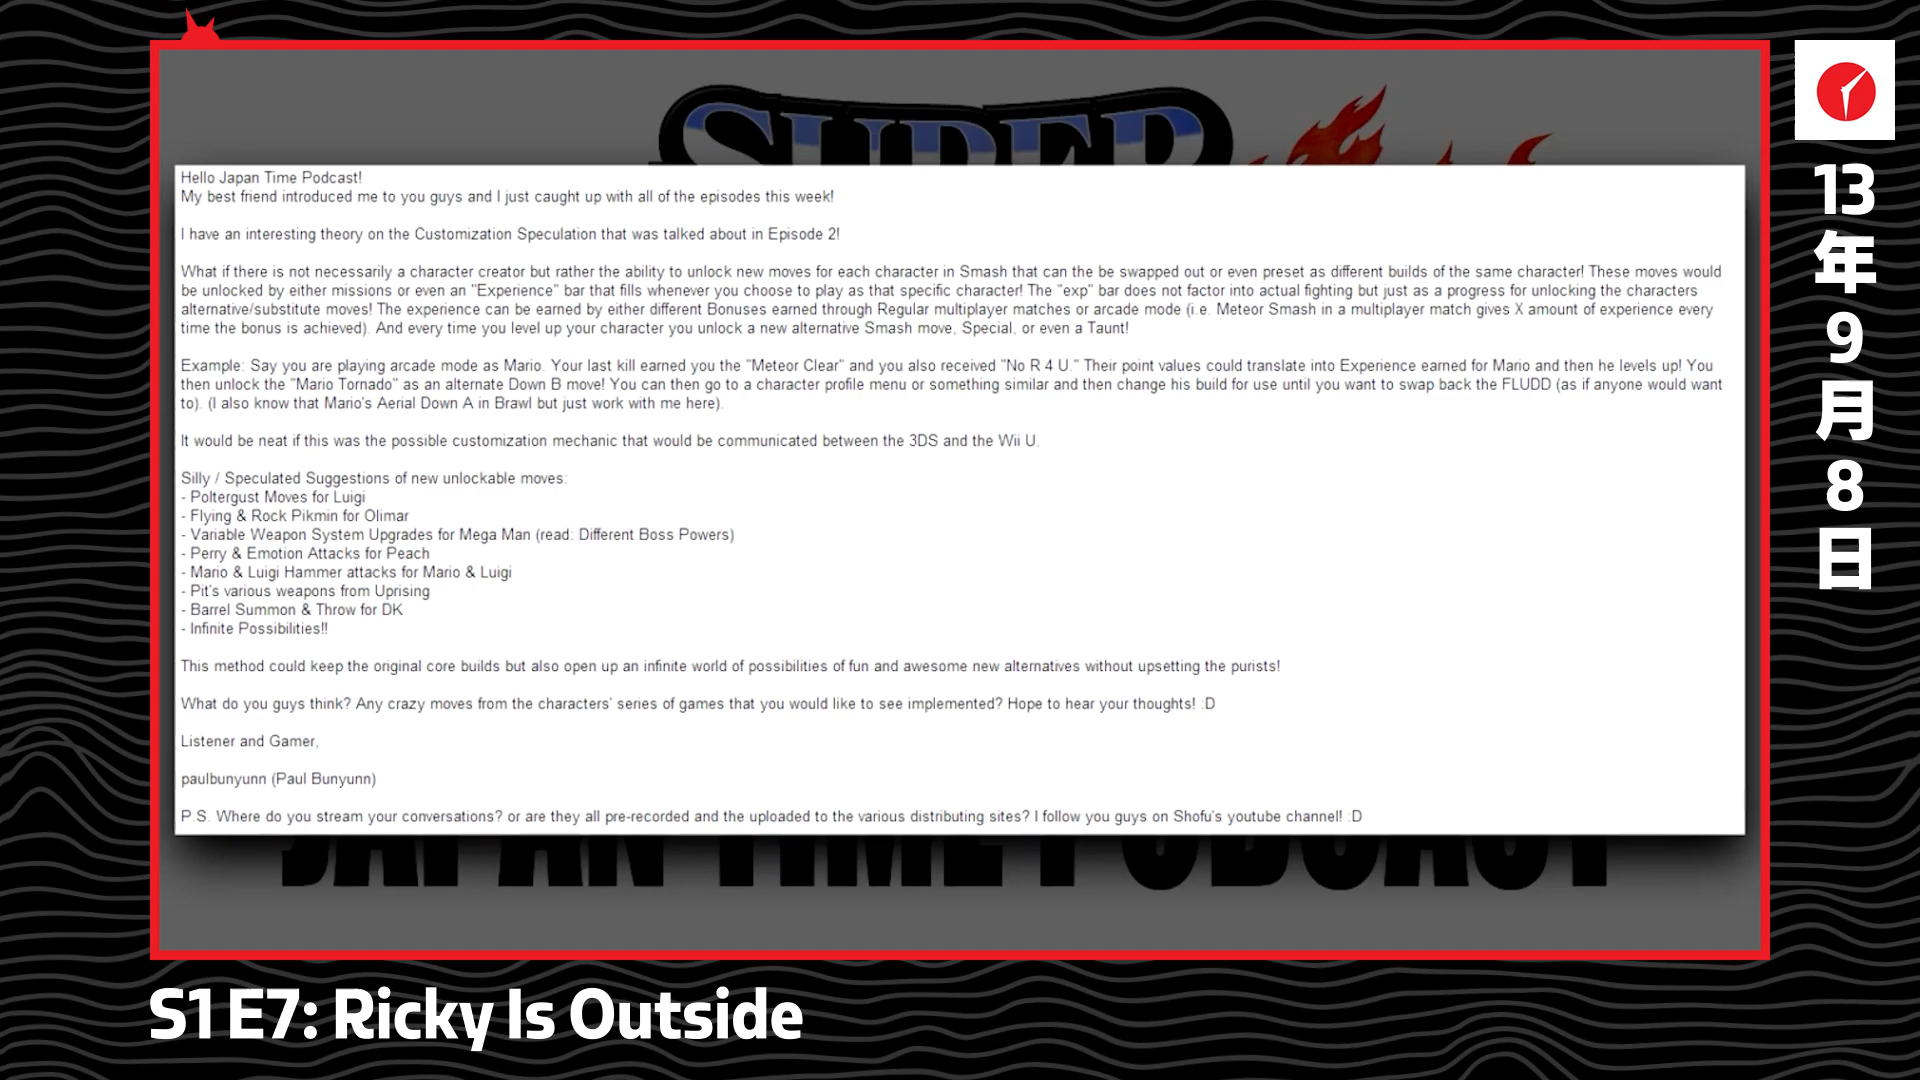 SUPER
Hello Japan Time Podcast!
My best friend introduced me to you guys and I just caught up with all of the episodes this week!
I have an interesting theory on the Customization Speculation that was talked about in Episode 2!
What if there is not necessarily a character creator but rather the ability to unlock new moves for each character in Smash that can the be swapped out or even preset as different builds of the same character! These moves would
be unlocked by either missions or even an "Experience" bar that fills whenever you choose to play as that specific character! The "exp" bar does not factor into actual fighting but just as a progress for unlocking the characters
alternative/substitute moves! The experience can be earned by either different Bonuses earned through Regular multiplayer matches or arcade mode (i.e. Meteor Smash in a multiplayer match gives X amount of experience every
time the bonus is achieved). And every time you level up your character you unlock a new alternative Smash move, Special, or even a Taunt!
Example: Say you are playing arcade mode as Mario. Your last kill earned you the "Meteor Clear" and you also received "No R 4 U." Their point values could translate into Experience earned for Mario and then he levels up! You
then unlock the "Mario Tornado" as an alternate Down B move! You can then go to a character profile menu or something similar and then change his build for use until you want to swap back the FLUDD (as if anyone would want
to). (I also know that Mario's Aerial Down A in Brawl but just work with me here).
It would be neat if this was the possible customization mechanic that would be communicated between the 3DS and the Wii U.
Silly / Speculated Suggestions of new unlockable moves:
- Poltergust Moves for Luigi
- Flying & Rock Pikmin for Olimar
- Variable Weapon System Upgrades for Mega Man (read: Different Boss Powers)
- Perry & Emotion Attacks for Peach
- Mario & Luigi Hammer attacks for Mario & Luigi
- Pit's various weapons from Uprising
- Barrel Summon & Throw for DK
- Infinite Possibilities!!
This method could keep the original core builds but also open up an infinite world of possibilities of fun and awesome new alternatives without upsetting the purists!
What do you guys think? Any crazy moves from the characters' series of games that you would like to see implemented? Hope to hear your thoughts! :D
Listener and Gamer,
paulbunyunn (Paul Bunyunn)
P.S. Where do you stream your conversations? or are they all pre-recorded and the uploaded to the various distributing sites? I follow you guys on Shofu's youtube channel! :D
JAPAN TIME PODCAST
S1 E7: Ricky Is Outside
13年9月8日